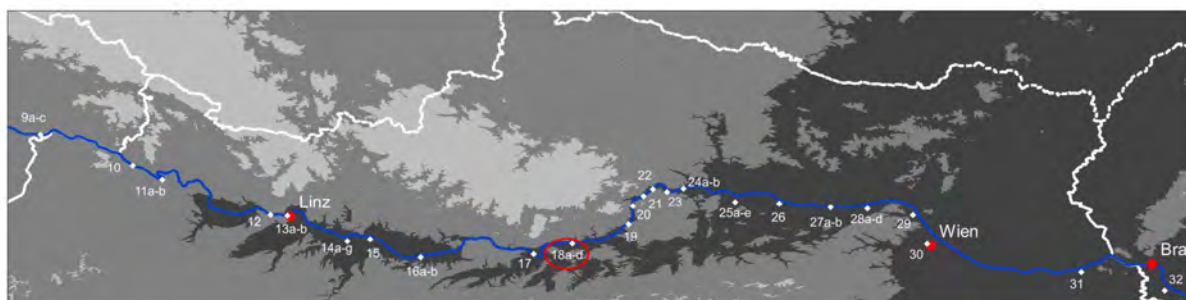 9a-c
10
11a-b
12
Linz
13a-b
14a-g
15
16a-b
17
18a-d
19
20
21
22
23
24a-b
25a-e
26
27a-b
28a-d
29
Wien
30
31
Bra
32